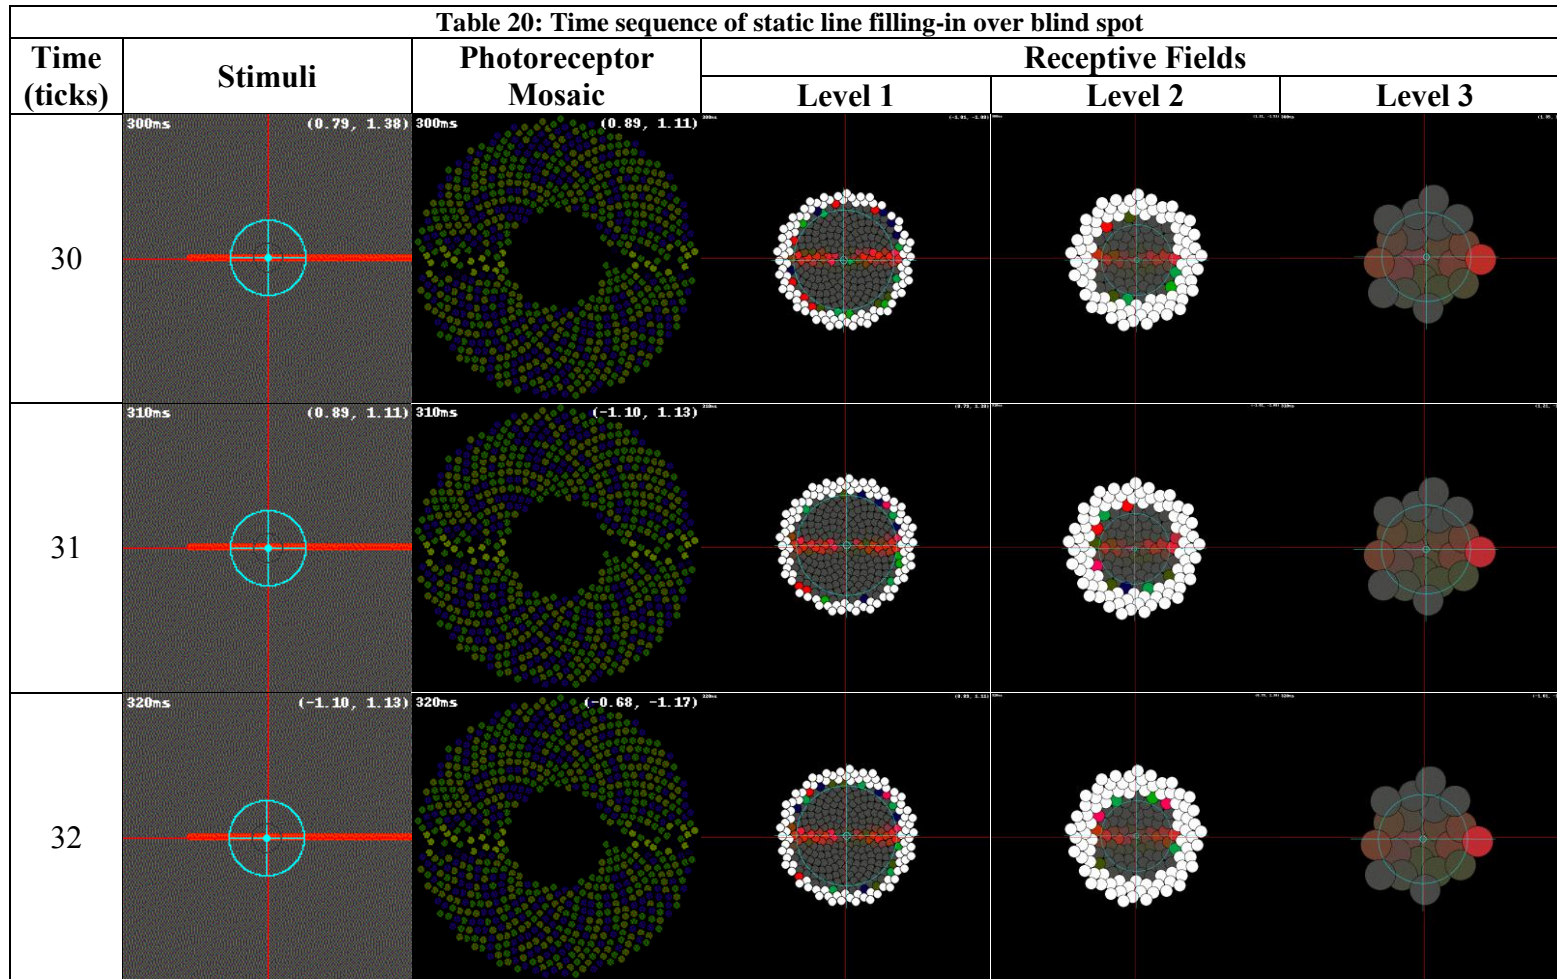 Table 20: Time sequence of static line filling-in over blind spot
Time (ticks)
Stimuli
Photoreceptor Mosaic
Receptive Fields
Level 1
Level 2
Level 3
30
300ms (0.79, 1.38)
300ms (0.89, 1.11)
31
310ms (0.89, 1.11)
310ms (-1.10, 1.13)
32
320ms (-1.10, 1.13)
320ms (-0.68, -1.17)